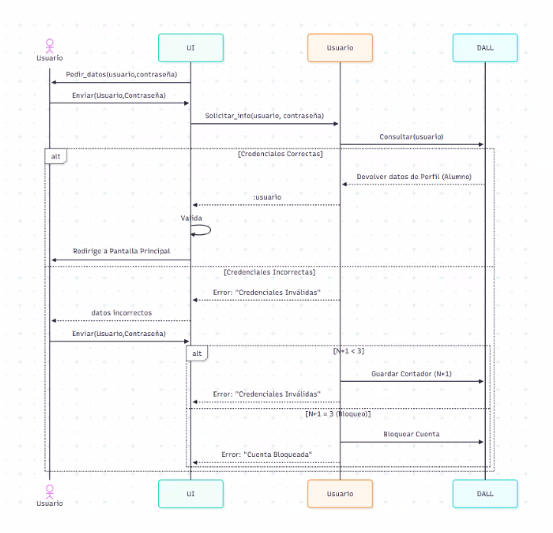 Usuario
UI
Usuario
DALL
Pedir_datos(usuario,contraseña)
Enviar(Usuario,Contraseña)
Solicitar_info(usuario, contraseña)
Consultar(usuario)
alt
[Credenciales Correctas]
Devolver datos de Perfil (Alumno)
:usuario
Valida
Redirige a Pantalla Principal
[Credenciales Incorrectas]
Error: "Credenciales Inválidas"
datos incorrectos
Enviar(Usuario,Contraseña)
alt
[N+1 < 3]
Guardar Contador (N+1)
Error: "Credenciales Inválidas"
[N+1 = 3 (Bloqueo)]
Bloquear Cuenta
Error: "Cuenta Bloqueada"
Usuario
UI
Usuario
DALL